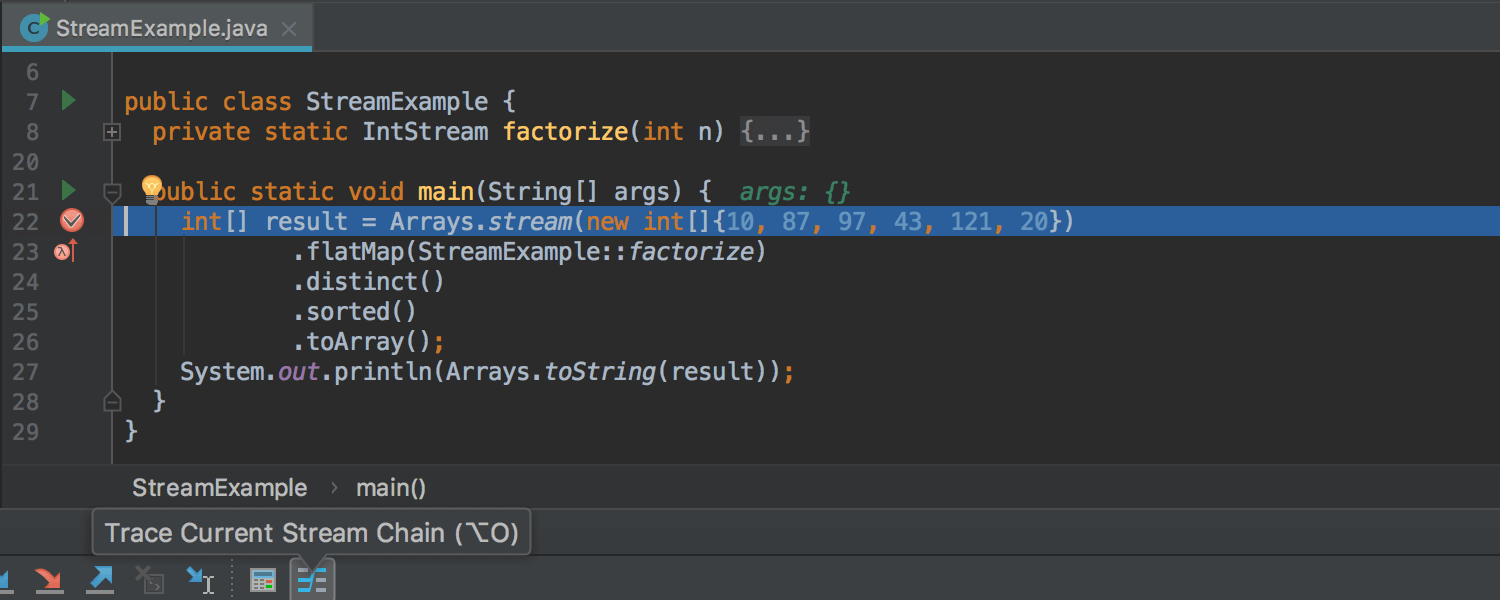 StreamExample.java
6
7 public class StreamExample {
8 private static IntStream factorize(int n) {...}
20
21 public static void main(String[] args) { args: {}
22 int[] result = Arrays.stream(new int[]{10, 87, 97, 43, 121, 20})
23 .flatMap(StreamExample::factorize)
24 .distinct()
25 .sorted()
26 .toArray();
27 System.out.println(Arrays.toString(result));
28 }
29 }
StreamExample › main()
Trace Current Stream Chain (⌥O)